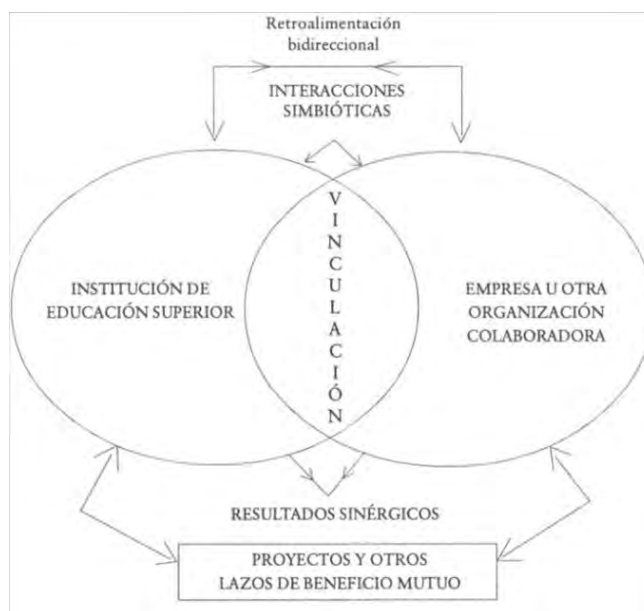 Retroalimentación
bidireccional
INTERACCIONES
SIMBIÓTICAS
VINCULACIÓN
INSTITUCIÓN DE
EDUCACIÓN SUPERIOR
EMPRESA U OTRA
ORGANIZACIÓN
COLABORADORA
RESULTADOS SINÉRGICOS
PROYECTOS Y OTROS
LAZOS DE BENEFICIO MUTUO